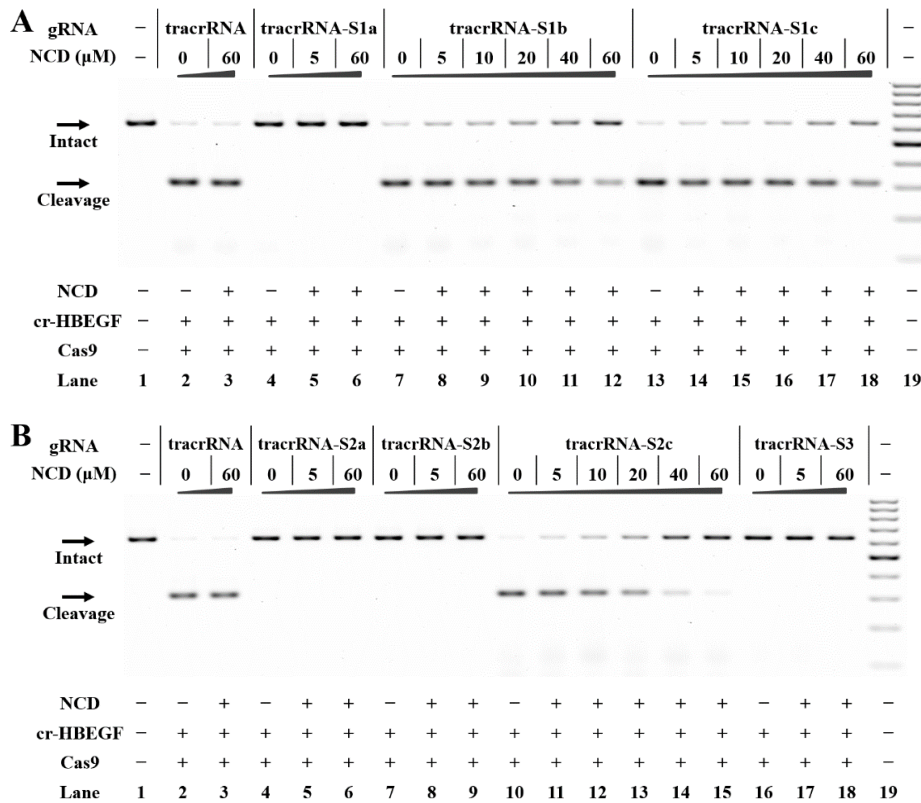 A
gRNA – tracrRNA tracrRNA-S1a tracrRNA-S1b tracrRNA-S1c –
NCD (μM) – 0 60 0 5 60 0 5 10 20 40 60 0 5 10 20 40 60 –
Intact
Cleavage
NCD – – + – + + – + + + + + – + + + + + –
cr-HBEGF – + + + + + + + + + + + + + + + + + –
Cas9 – + + + + + + + + + + + + + + + + + –
Lane 1 2 3 4 5 6 7 8 9 10 11 12 13 14 15 16 17 18 19
B
gRNA – tracrRNA tracrRNA-S2a tracrRNA-S2b tracrRNA-S2c tracrRNA-S3 –
NCD (μM) – 0 60 0 5 60 0 5 60 0 5 10 20 40 60 0 5 60 –
Intact
Cleavage
NCD – – + – + + – + + – + + + + + – + + –
cr-HBEGF – + + + + + + + + + + + + + + + + + –
Cas9 – + + + + + + + + + + + + + + + + + –
Lane 1 2 3 4 5 6 7 8 9 10 11 12 13 14 15 16 17 18 19